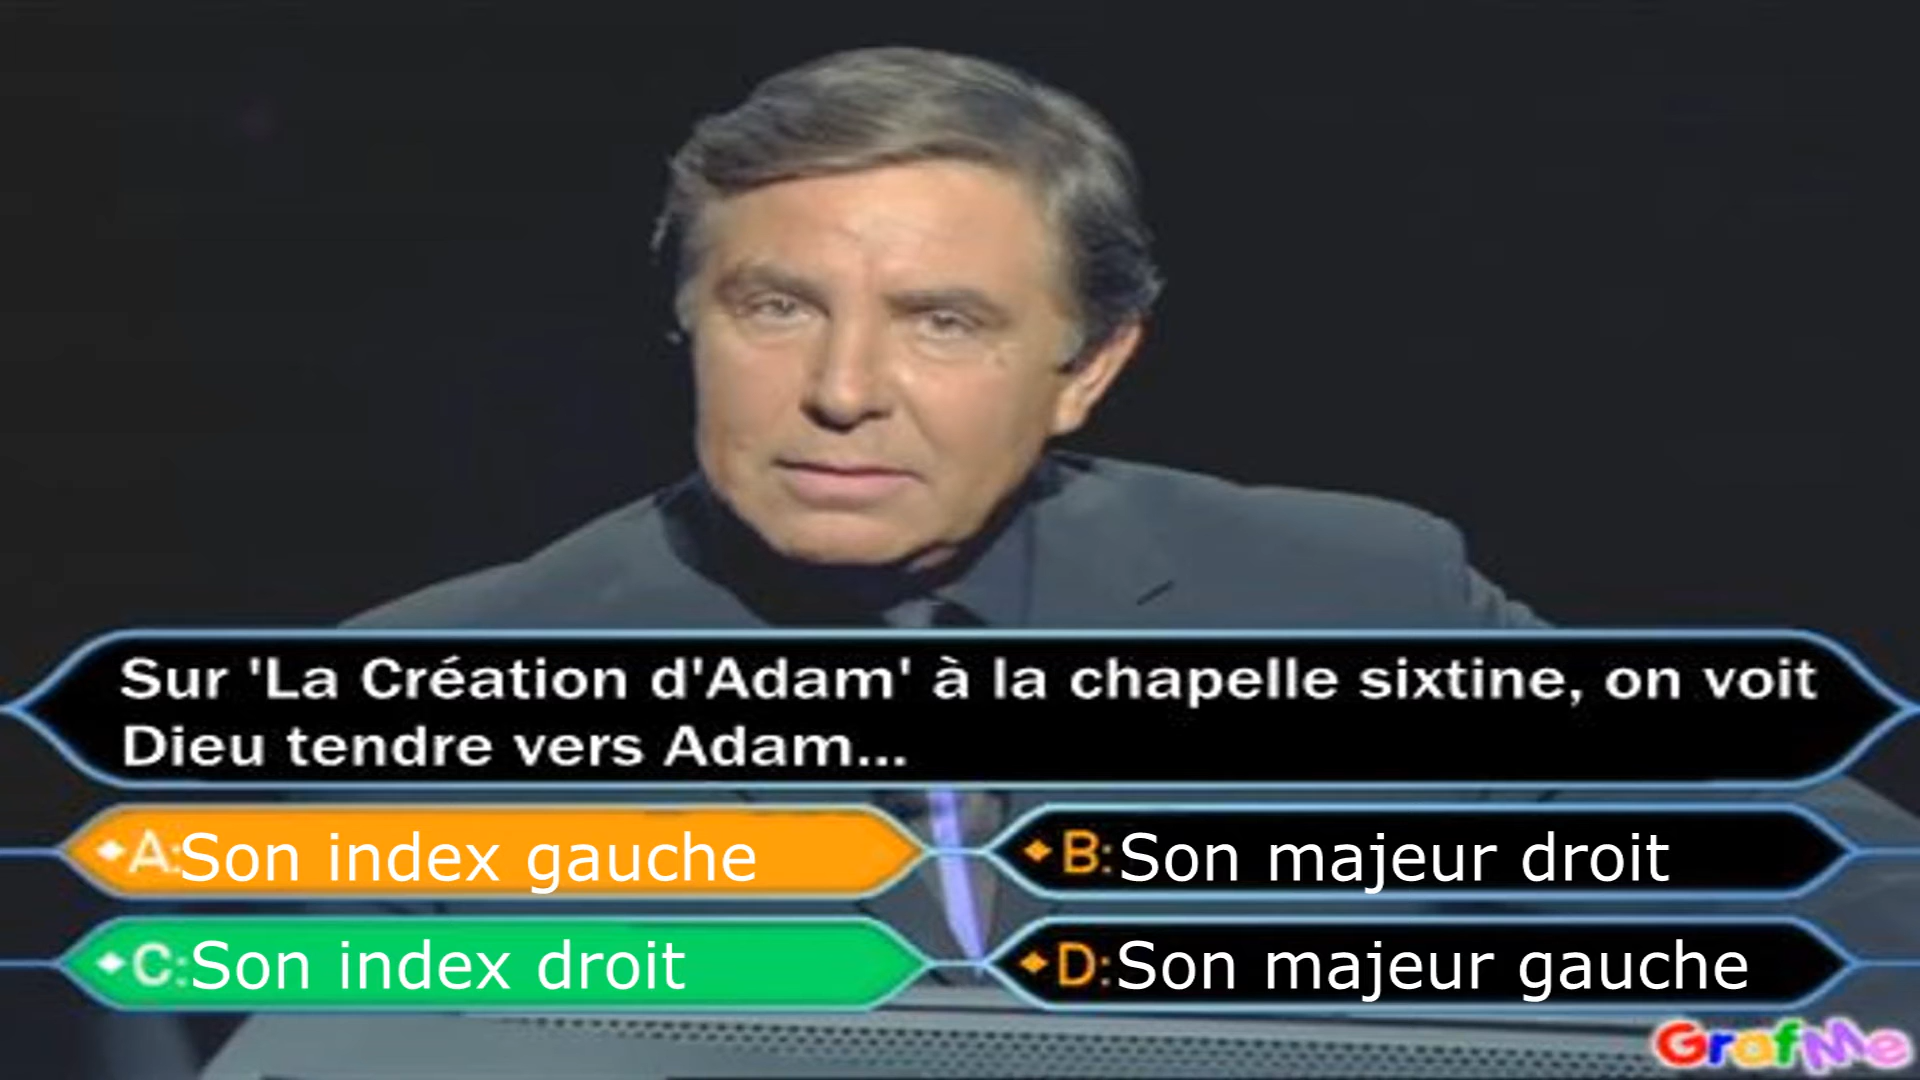 Sur 'La Création d'Adam' à la chapelle sixtine, on voit
Dieu tendre vers Adam...
A:Son index gauche
B:Son majeur droit
C:Son index droit
D:Son majeur gauche
GrafMe